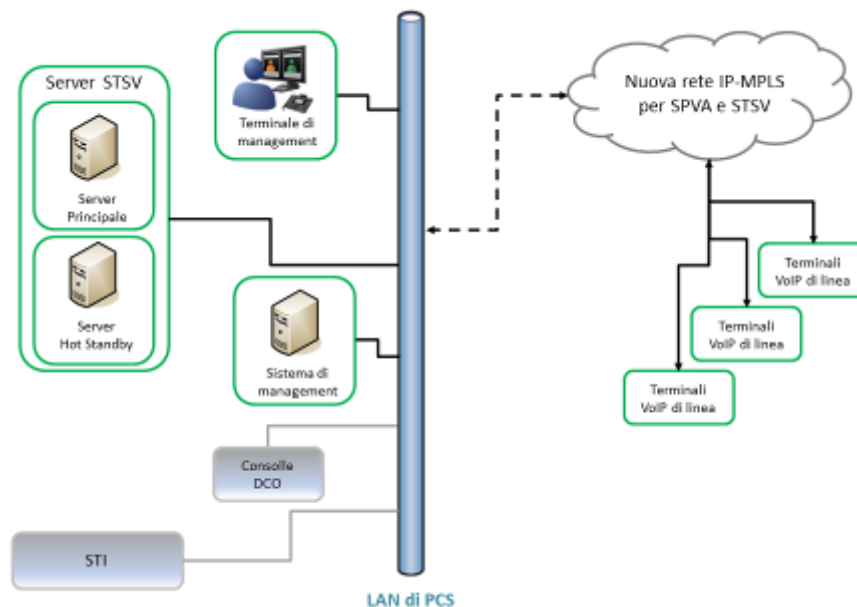 Server STSV
Server
Principale
Server
Hot Standby
Terminale di
management
Sistema di
management
Consolle
DCO
STI
LAN di PCS
Nuova rete IP-MPLS
per SPVA e STSV
Terminali
VoIP di linea
Terminali
VoIP di linea
Terminali
VoIP di linea